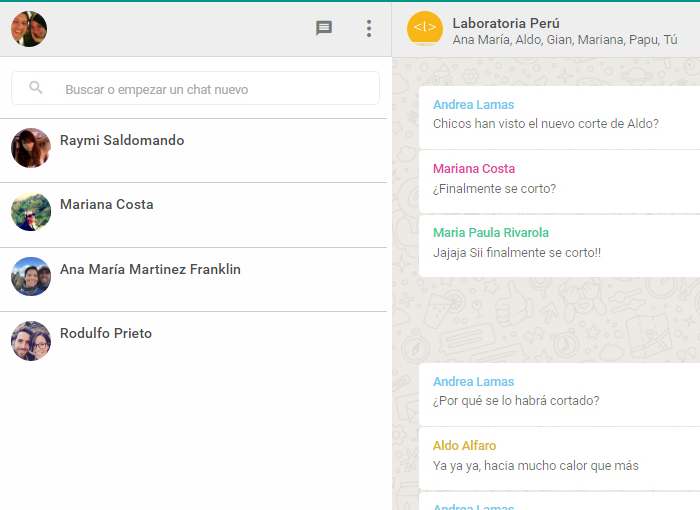 Buscar o empezar un chat nuevo
Raymi Saldomando
Mariana Costa
Ana María Martinez Franklin
Rodulfo Prieto
Laboratoria Perú
Ana María, Aldo, Gian, Mariana, Papu, Tú
Andrea Lamas
Chicos han visto el nuevo corte de Aldo?
Mariana Costa
¿Finalmente se corto?
Maria Paula Rivarola
Jajaja Sii finalmente se corto!!
Andrea Lamas
¿Por qué se lo habrá cortado?
Aldo Alfaro
Ya ya ya, hacia mucho calor que más
Andrea Lamas